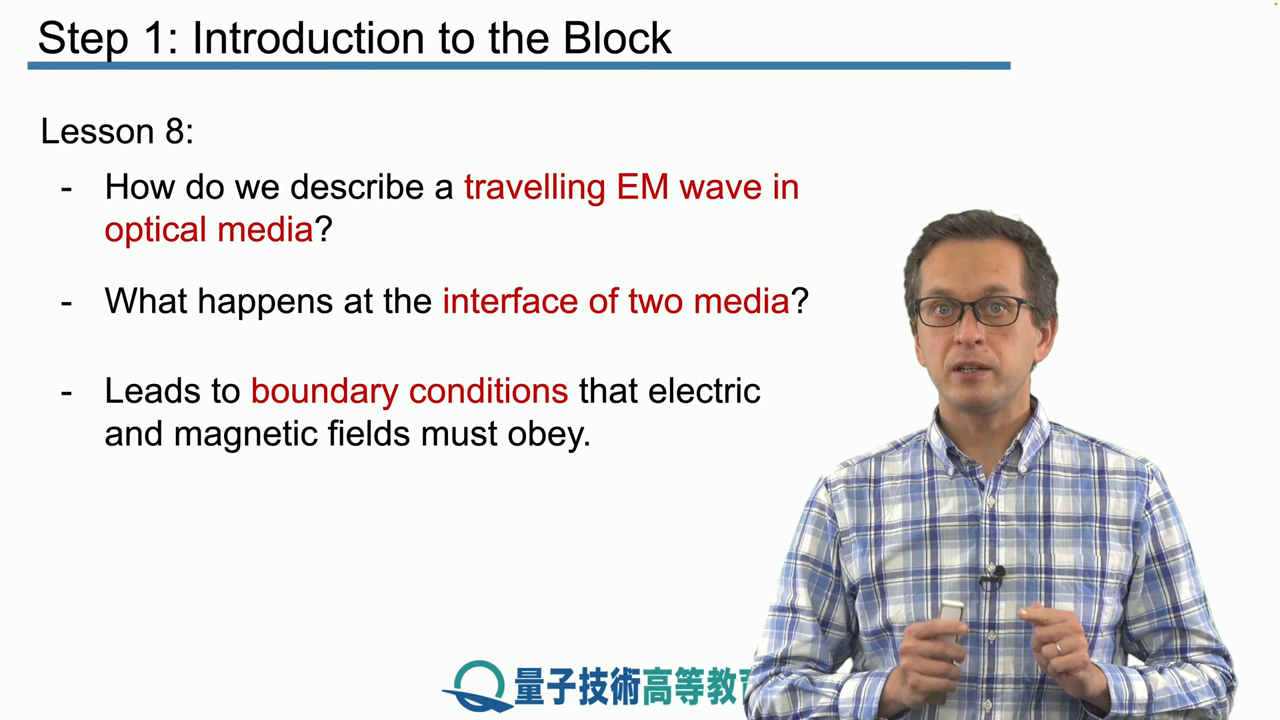 Step 1: Introduction to the Block
Lesson 8:
- How do we describe a travelling EM wave in
optical media?
- What happens at the interface of two media?
- Leads to boundary conditions that electric
and magnetic fields must obey.
量子技術高等教育